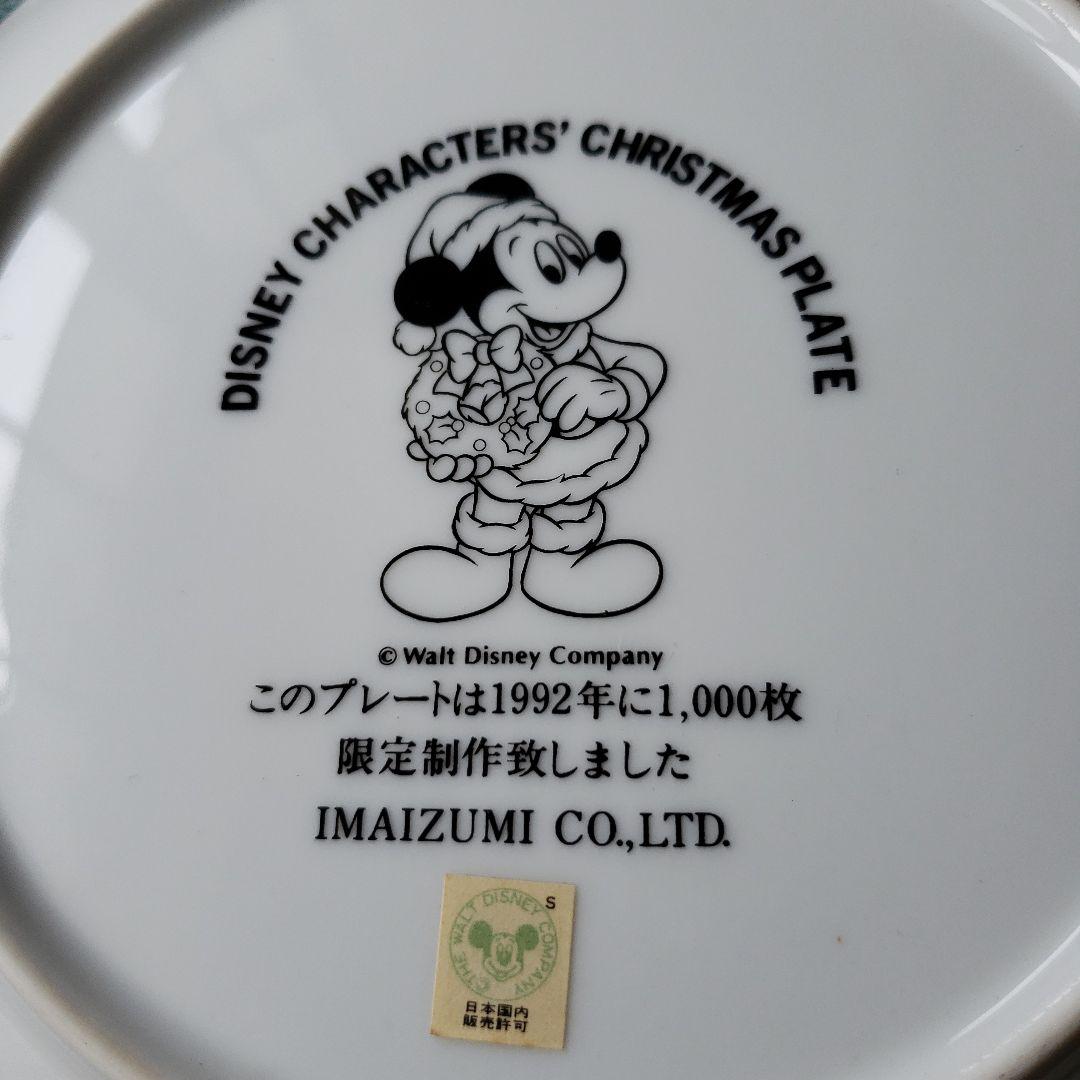 DISNEY CHARACTERS' CHRISTMAS PLATE
© Walt Disney Company
このプレートは1992年に1,000枚
限定制作致しました
IMAIZUMI CO.,LTD.
S
©THE WALT DISNEY COMPANY
日本国内
販売許可